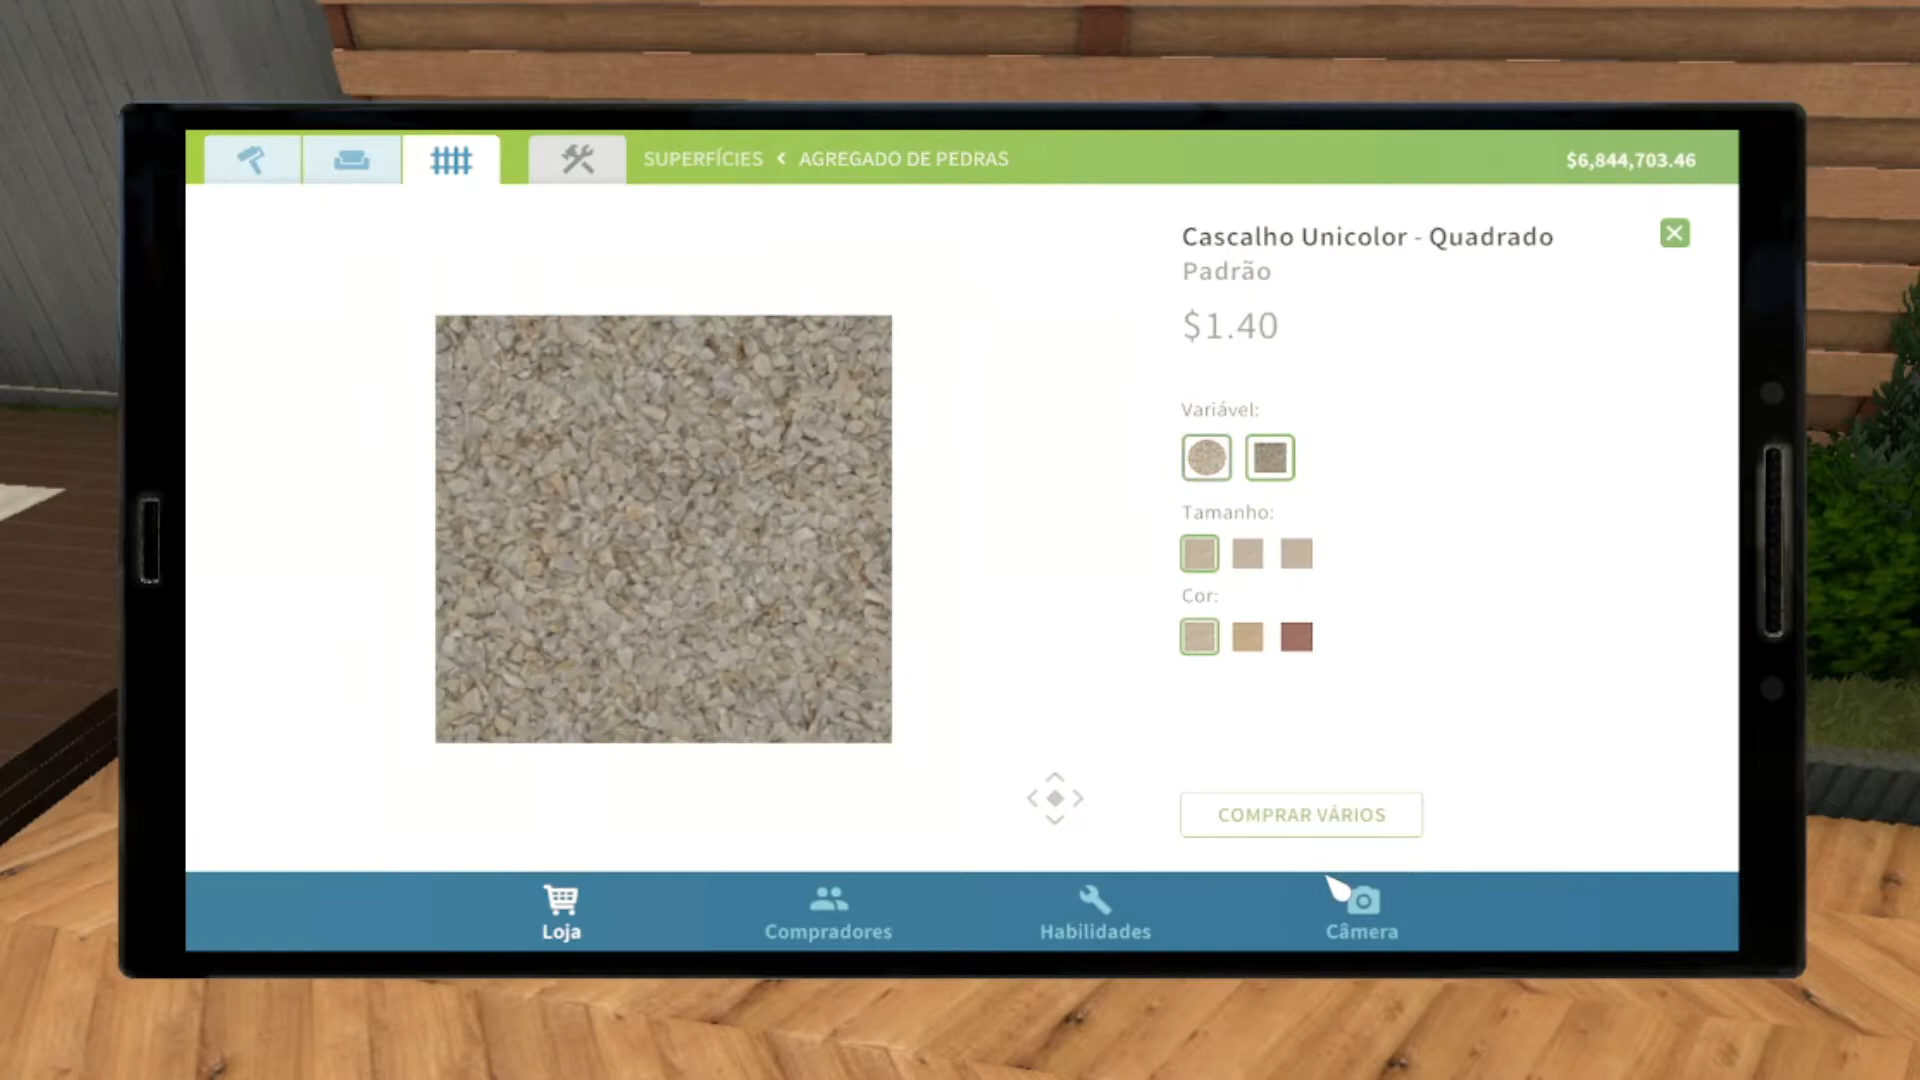 SUPERFÍCIES < AGREGADO DE PEDRAS
$6,844,703.46
Cascalho Unicolor - Quadrado
Padrão
$1.40
Variável:
Tamanho:
Cor:
COMPRAR VÁRIOS
Loja
Compradores
Habilidades
Câmera